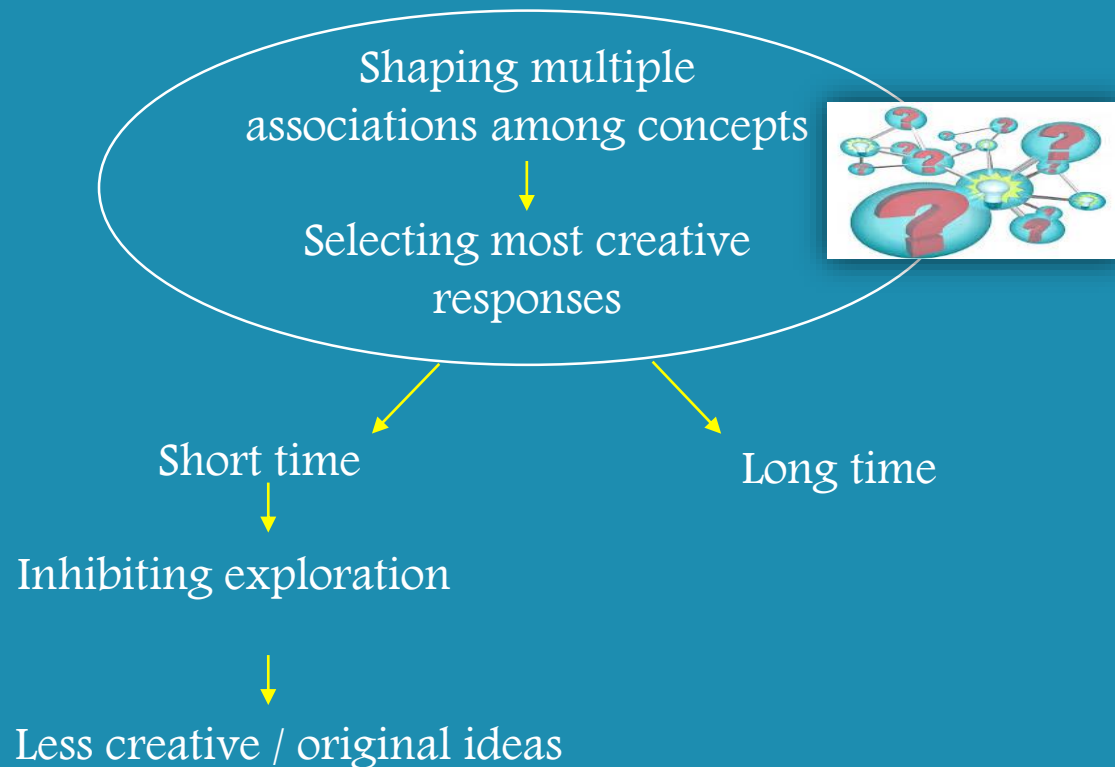 Shaping multiple
associations among concepts
Selecting most creative
responses
Short time
Long time
Inhibiting exploration
Less creative / original ideas